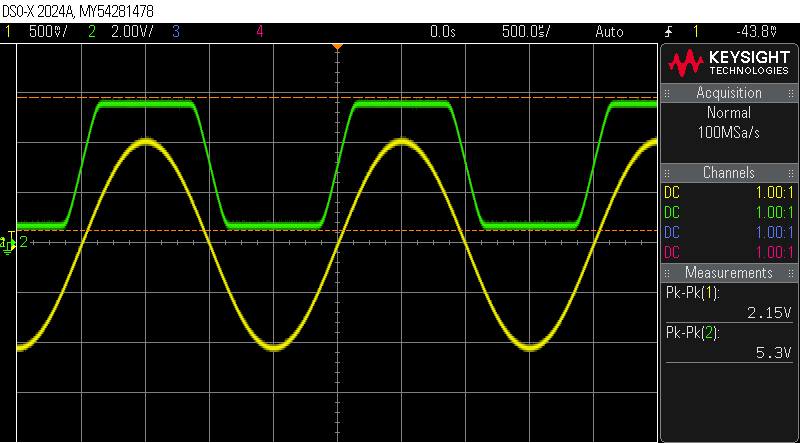 DSO-X 2024A, MY54281478
1 500mV/ 2 2.00V/ 3 4 0.0s 500.0μs/ Auto 1 -43.8mV
KEYSIGHT
TECHNOLOGIES
Acquisition
Normal
100MSa/s
Channels
DC 1.00:1
DC 1.00:1
DC 1.00:1
DC 1.00:1
Measurements
Pk-Pk(1):
2.15V
Pk-Pk(2):
5.3V
2